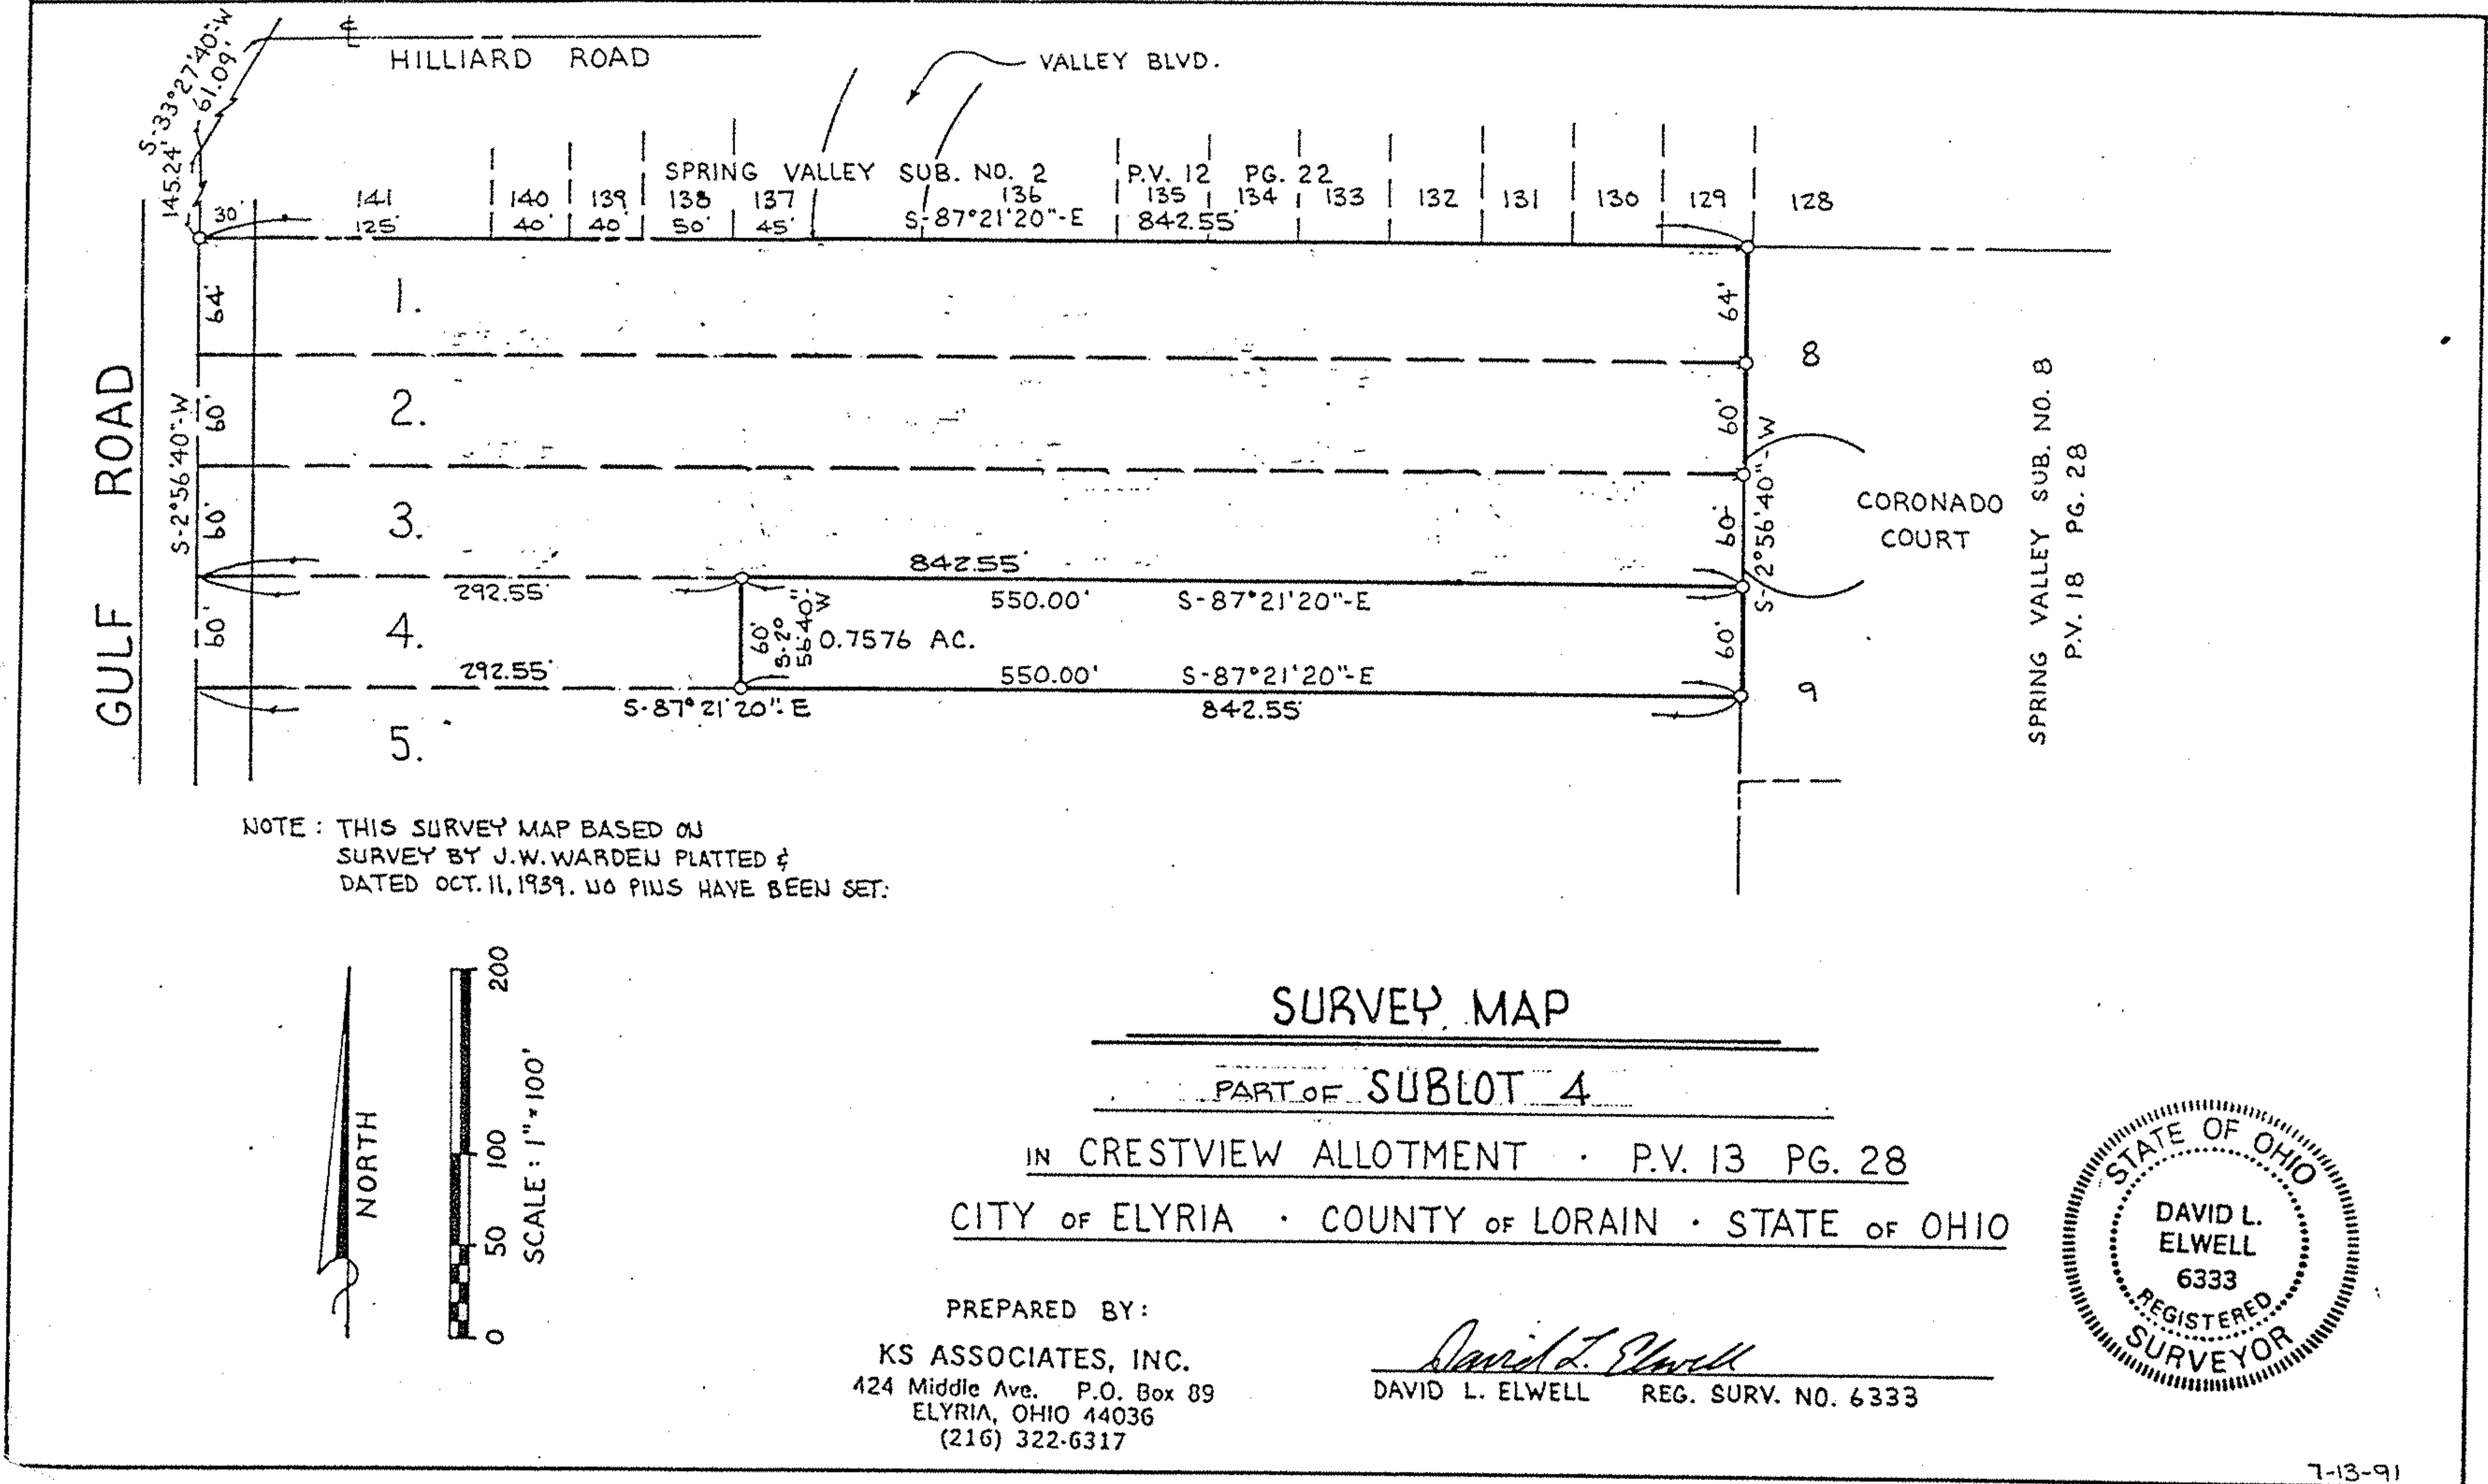 S-33°27'40"-W
61.09'
145.24'
℄
HILLIARD ROAD
VALLEY BLVD.
SPRING VALLEY SUB. NO. 2 P.V. 12 PG. 22
141 140 139 138 137 136 135 134 133 132 131 130 129 128
30' 125' 40' 40' 50' 45' S-87°21'20"-E 842.55'
GULF ROAD
S-2°56'40"-W
64'
60'
60'
60'
1.
2.
3.
4.
5.
64'
60'
60'
60'
S-2°56'40"-W
8
9
CORONADO
COURT
SPRING VALLEY SUB. NO. 8
P.V. 18 PG. 28
842.55'
292.55' 550.00' S-87°21'20"-E
60'
S-2°
56'40"
W
0.7576 AC.
292.55' 550.00' S-87°21'20"-E
S-87°21'20"-E 842.55'
NOTE : THIS SURVEY MAP BASED ON
SURVEY BY J.W. WARDEN PLATTED &
DATED OCT. 11, 1939. NO PINS HAVE BEEN SET.
NORTH
0 50 100 200
SCALE : 1"=100'
SURVEY MAP
PART OF SUBLOT 4
IN CRESTVIEW ALLOTMENT · P.V. 13 PG. 28
CITY OF ELYRIA · COUNTY OF LORAIN · STATE OF OHIO
PREPARED BY:
KS ASSOCIATES, INC.
424 Middle Ave. P.O. Box 89
ELYRIA, OHIO 44036
(216) 322-6317
David L. Elwell
DAVID L. ELWELL REG. SURV. NO. 6333
STATE OF OHIO
DAVID L.
ELWELL
6333
REGISTERED
SURVEYOR
7-13-91